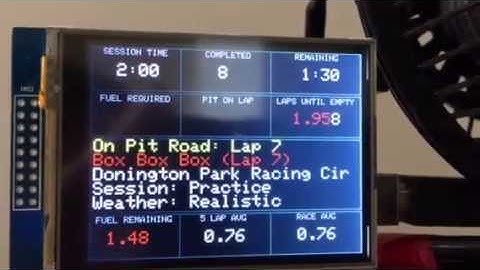 SESSION TIME COMPLETED REMAINING
2:00 8 1:30
FUEL REQUIRED PIT ON LAP LAPS UNTIL EMPTY
1.958
On Pit Road: Lap 7
Box Box Box (Lap 7)
Donington Park Racing Cir
Session: Practice
Weather: Realistic
FUEL REMAINING 5 LAP AVG RACE AVG
1.48 0.76 0.76